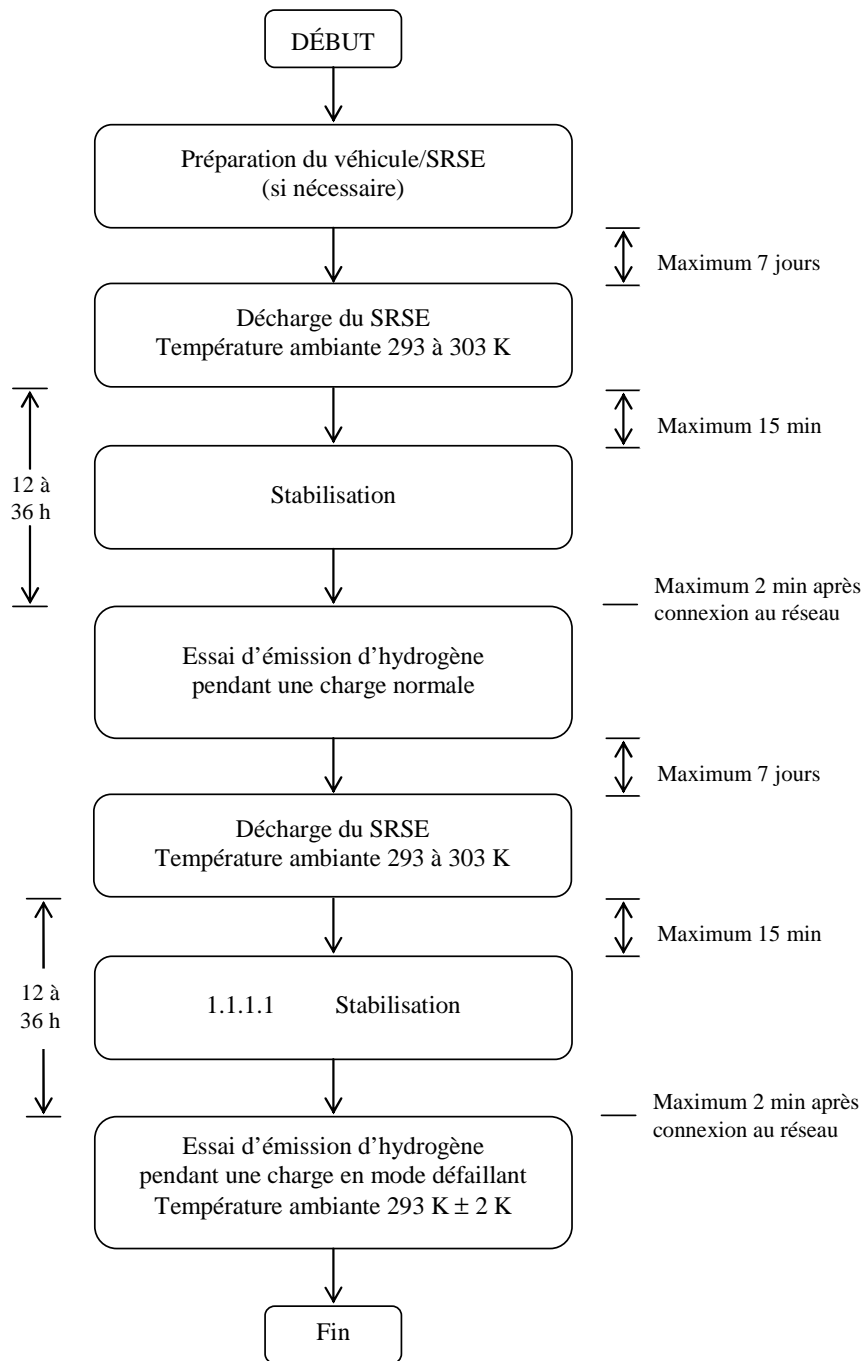 DÉBUT
Préparation du véhicule/SRSE
(si nécessaire)
Maximum 7 jours
Décharge du SRSE
Température ambiante 293 à 303 K
Maximum 15 min
12 à
36 h
Stabilisation
Maximum 2 min après
connexion au réseau
Essai d'émission d'hydrogène
pendant une charge normale
Maximum 7 jours
Décharge du SRSE
Température ambiante 293 à 303 K
Maximum 15 min
12 à
36 h
1.1.1.1 Stabilisation
Maximum 2 min après
connexion au réseau
Essai d'émission d'hydrogène
pendant une charge en mode défaillant
Température ambiante 293 K ± 2 K
Fin